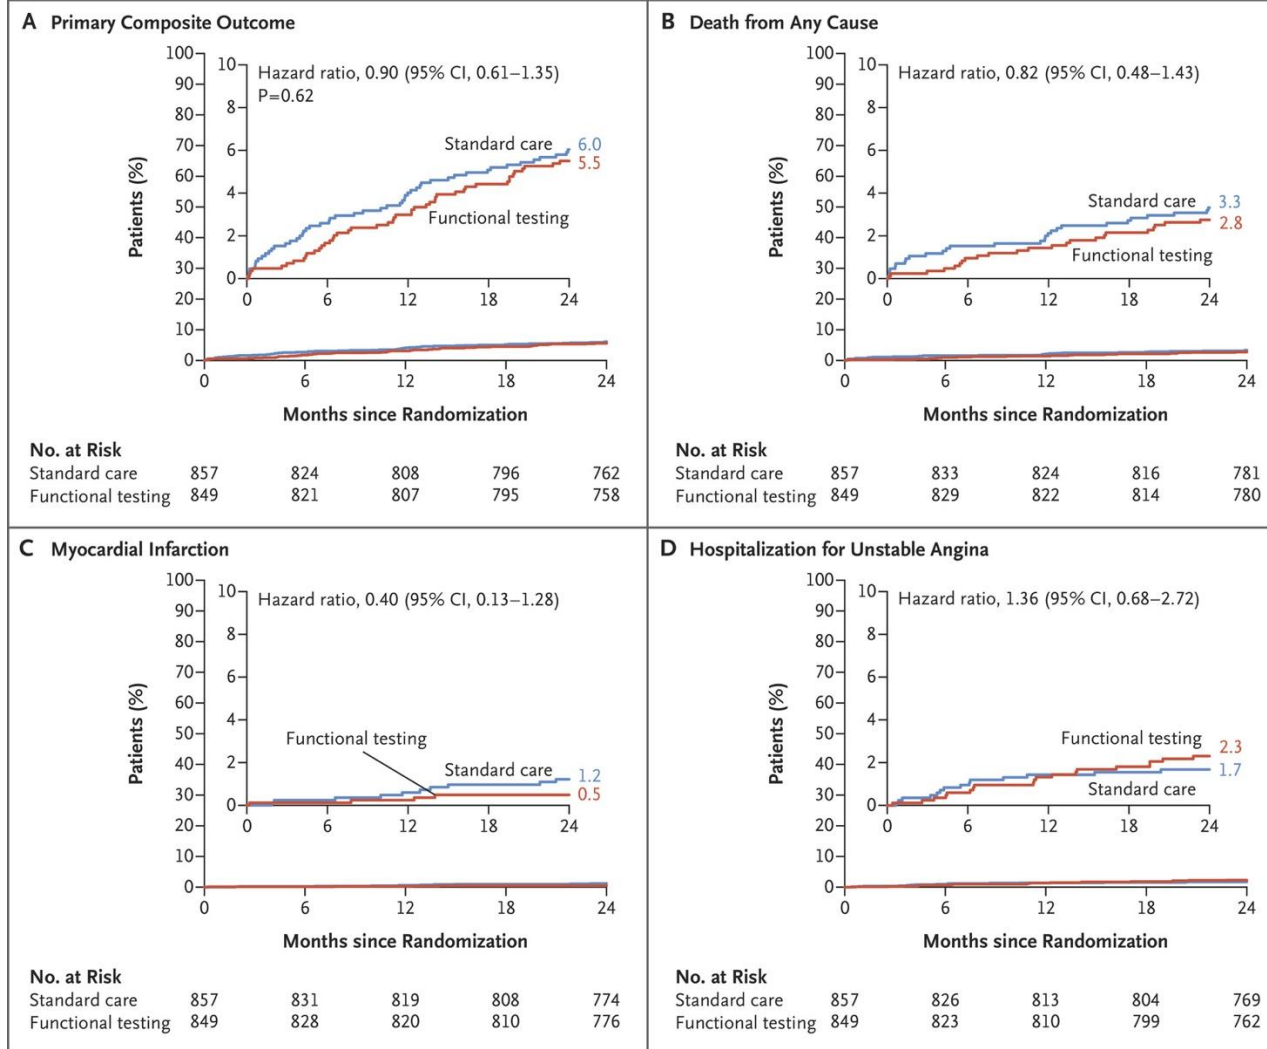 A Primary Composite Outcome
Patients (%)
100
90
80
70
60
50
40
30
20
10
0
10
8
6
4
2
0
Hazard ratio, 0.90 (95% CI, 0.61–1.35)
P=0.62
Standard care
6.0
5.5
Functional testing
0 6 12 18 24
0 6 12 18 24
Months since Randomization
No. at Risk
Standard care 857 824 808 796 762
Functional testing 849 821 807 795 758
B Death from Any Cause
Patients (%)
100
90
80
70
60
50
40
30
20
10
0
10
8
6
4
2
0
Hazard ratio, 0.82 (95% CI, 0.48–1.43)
Standard care
3.3
2.8
Functional testing
0 6 12 18 24
0 6 12 18 24
Months since Randomization
No. at Risk
Standard care 857 833 824 816 781
Functional testing 849 829 822 814 780
C Myocardial Infarction
Patients (%)
100
90
80
70
60
50
40
30
20
10
0
10
8
6
4
2
0
Hazard ratio, 0.40 (95% CI, 0.13–1.28)
Functional testing
Standard care
1.2
0.5
0 6 12 18 24
0 6 12 18 24
Months since Randomization
No. at Risk
Standard care 857 831 819 808 774
Functional testing 849 828 820 810 776
D Hospitalization for Unstable Angina
Patients (%)
100
90
80
70
60
50
40
30
20
10
0
10
8
6
4
2
0
Hazard ratio, 1.36 (95% CI, 0.68–2.72)
Functional testing
2.3
1.7
Standard care
0 6 12 18 24
0 6 12 18 24
Months since Randomization
No. at Risk
Standard care 857 826 813 804 769
Functional testing 849 823 810 799 762